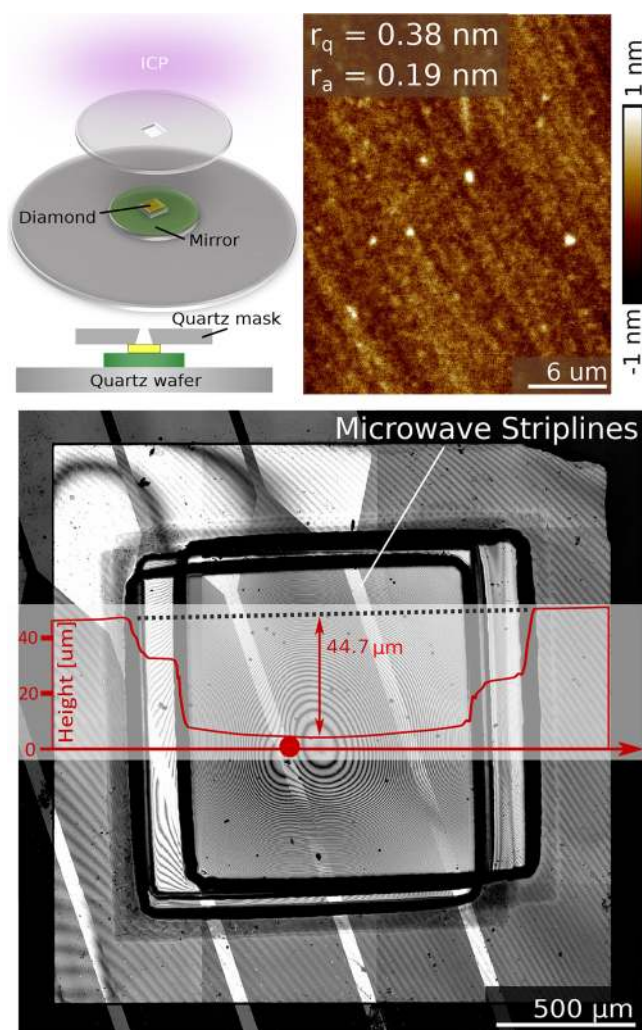 ICP
Diamond
Mirror
Quartz mask
Quartz wafer
r_q = 0.38 nm
r_a = 0.19 nm
6 um
1 nm
-1 nm
Microwave Striplines
Height [um]
40
20
0
44.7 µm
500 µm